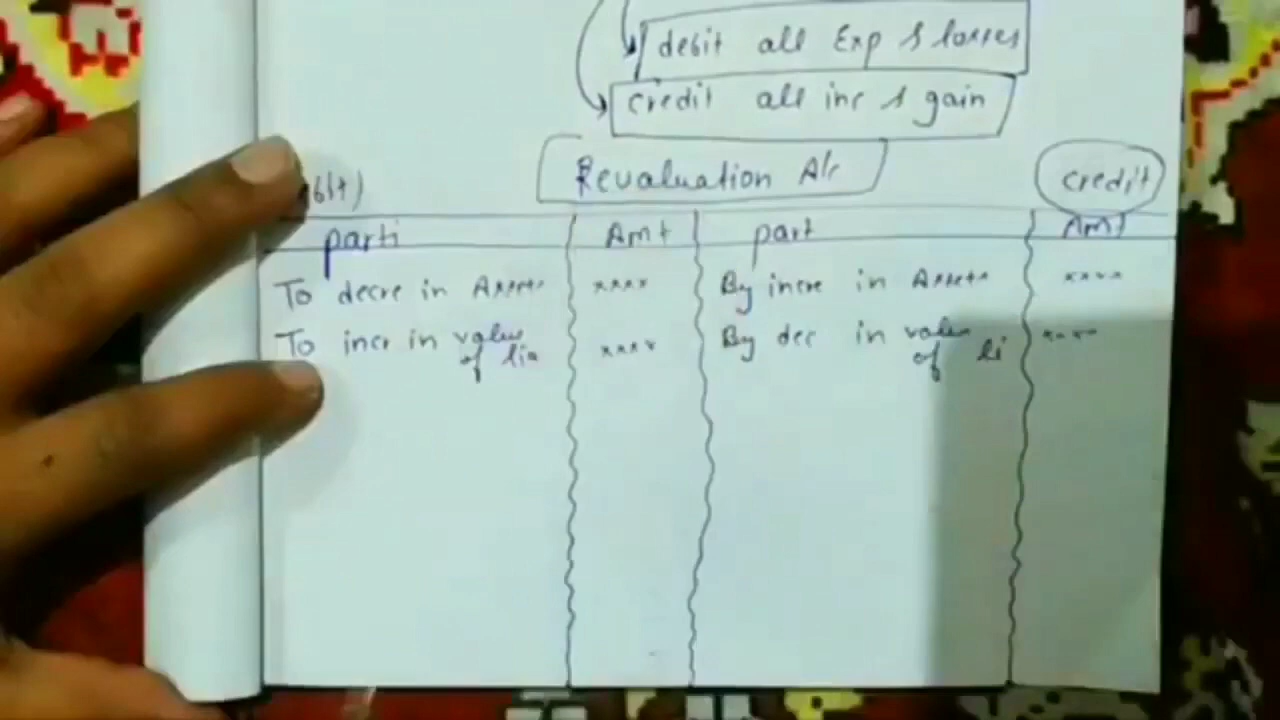 debit all Exp & losses
credit all inc & gain
Revaluation A/c
credit
parti Amt part Amt
To decre in Assets xxxx By incre in Assets xxxx
To incr in value of lia xxxx By dec in value of li xxxx